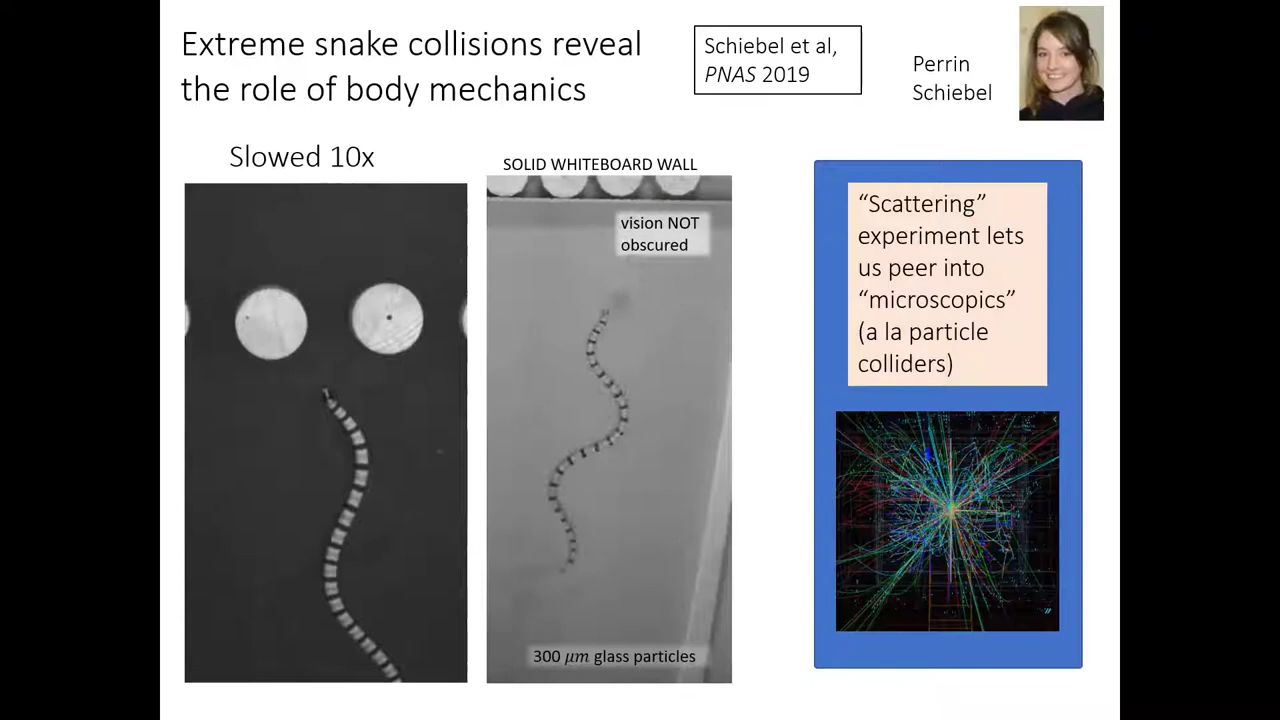 Extreme snake collisions reveal
the role of body mechanics
Schiebel et al,
PNAS 2019
Perrin
Schiebel
Slowed 10x
SOLID WHITEBOARD WALL
vision NOT
obscured
300 𝜇m glass particles
“Scattering”
experiment lets
us peer into
“microscopics”
(a la particle
colliders)